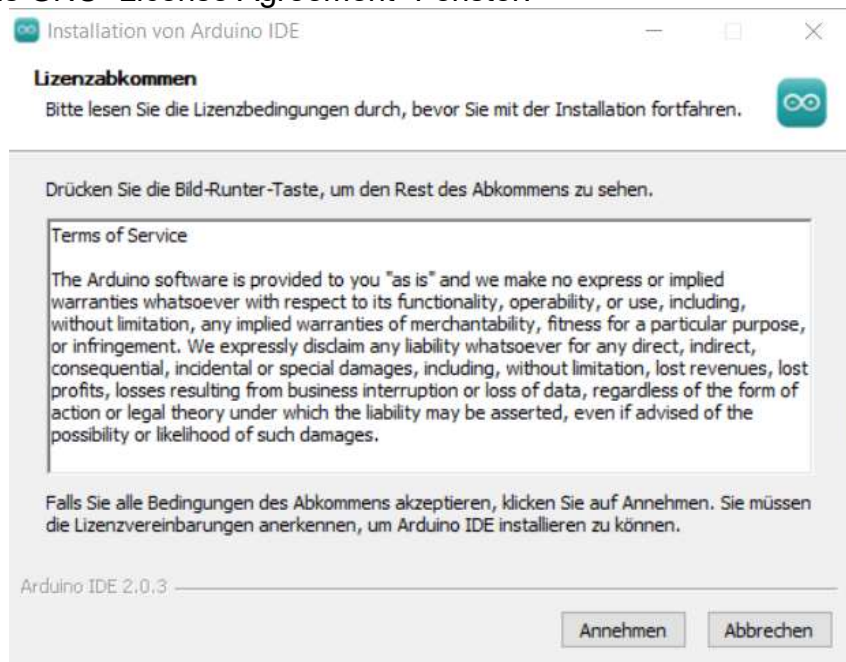 Installation von Arduino IDE
Lizenzabkommen
Bitte lesen Sie die Lizenzbedingungen durch, bevor Sie mit der Installation fortfahren.
Drücken Sie die Bild-Runter-Taste, um den Rest des Abkommens zu sehen.
Terms of Service
The Arduino software is provided to you "as is" and we make no express or implied
warranties whatsoever with respect to its functionality, operability, or use, including,
without limitation, any implied warranties of merchantability, fitness for a particular purpose,
or infringement. We expressly disclaim any liability whatsoever for any direct, indirect,
consequential, incidental or special damages, including, without limitation, lost revenues, lost
profits, losses resulting from business interruption or loss of data, regardless of the form of
action or legal theory under which the liability may be asserted, even if advised of the
possibility or likelihood of such damages.
Falls Sie alle Bedingungen des Abkommens akzeptieren, klicken Sie auf Annehmen. Sie müssen
die Lizenzvereinbarungen anerkennen, um Arduino IDE installieren zu können.
Arduino IDE 2.0.3
Annehmen Abbrechen